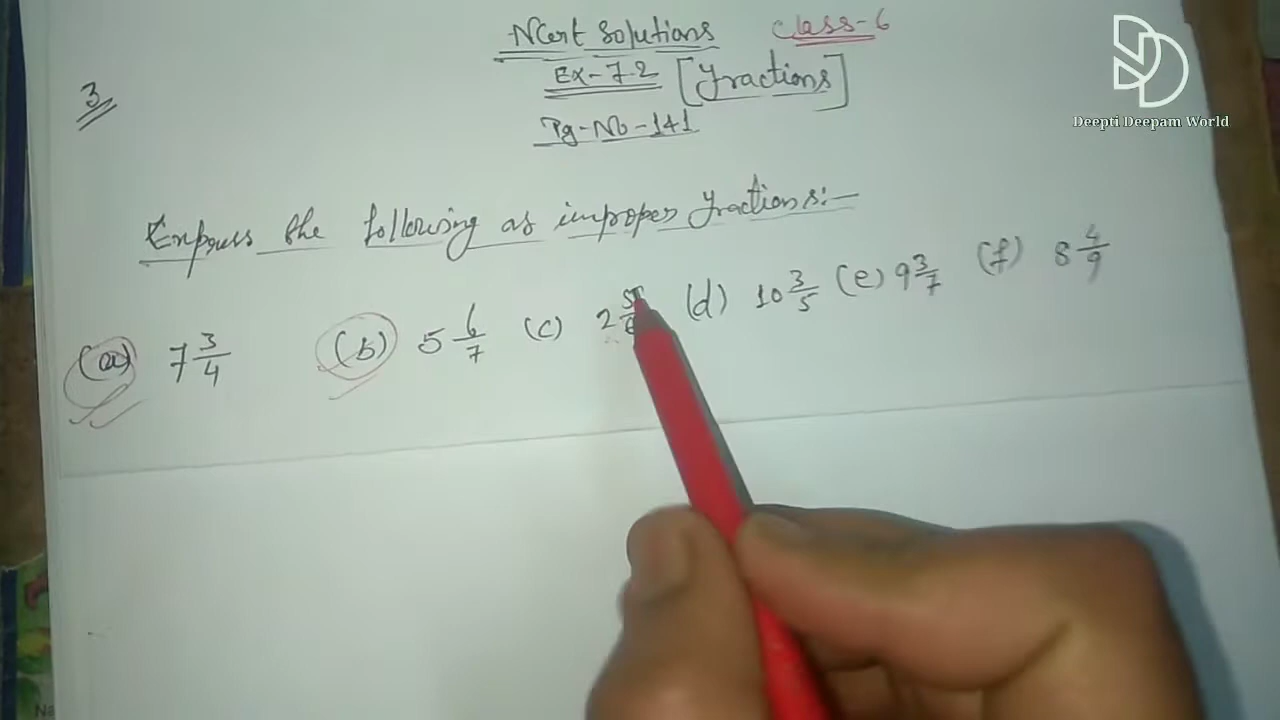 NCert Solutions Class-6
Ex-7.2 [Fractions]
3
Pg-No-141
Express the following as improper fractions:-
(a) 7 3/4 (b) 5 6/7 (c) 2 5/6 (d) 10 3/5 (e) 9 3/7 (f) 8 4/9
Deepti Deepam World